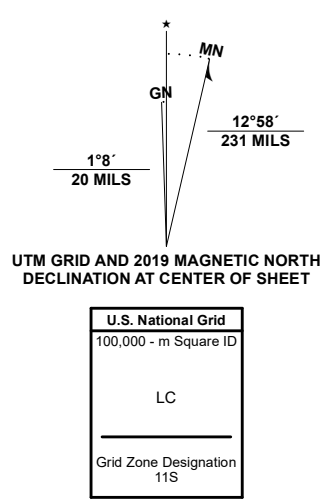 ★
MN
GN
12°58´
231 MILS
1°8´
20 MILS
UTM GRID AND 2019 MAGNETIC NORTH
DECLINATION AT CENTER OF SHEET
U.S. National Grid
100,000 - m Square ID
LC
Grid Zone Designation
11S